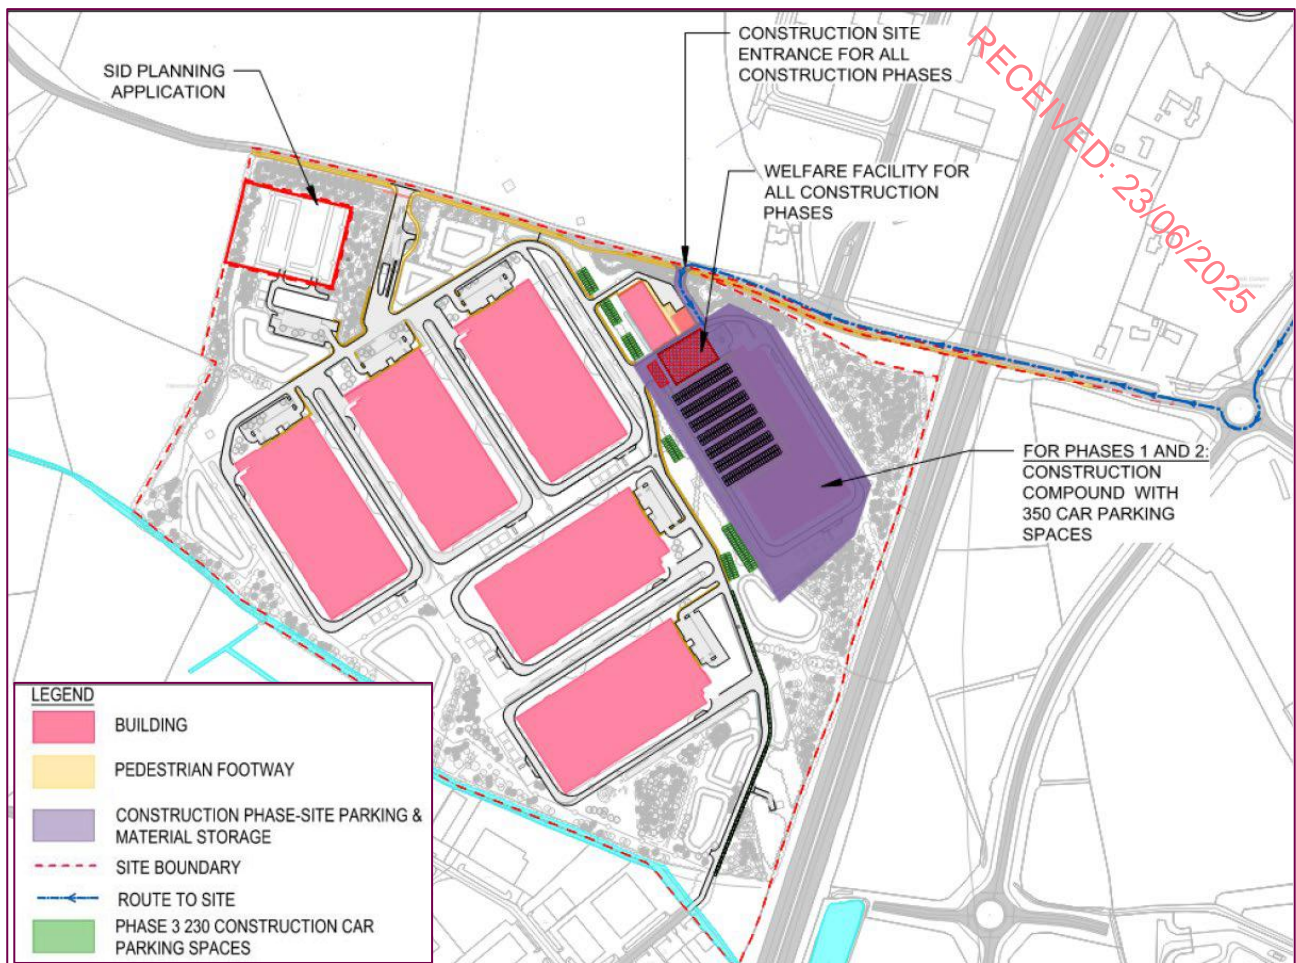 CONSTRUCTION SITE
ENTRANCE FOR ALL
CONSTRUCTION PHASES
SID PLANNING
APPLICATION
RECEIVED: 23/06/2025
WELFARE FACILITY FOR
ALL CONSTRUCTION
PHASES
FOR PHASES 1 AND 2:
CONSTRUCTION
COMPOUND WITH
350 CAR PARKING
SPACES
LEGEND
BUILDING
PEDESTRIAN FOOTWAY
CONSTRUCTION PHASE-SITE PARKING &
MATERIAL STORAGE
SITE BOUNDARY
ROUTE TO SITE
PHASE 3 230 CONSTRUCTION CAR
PARKING SPACES